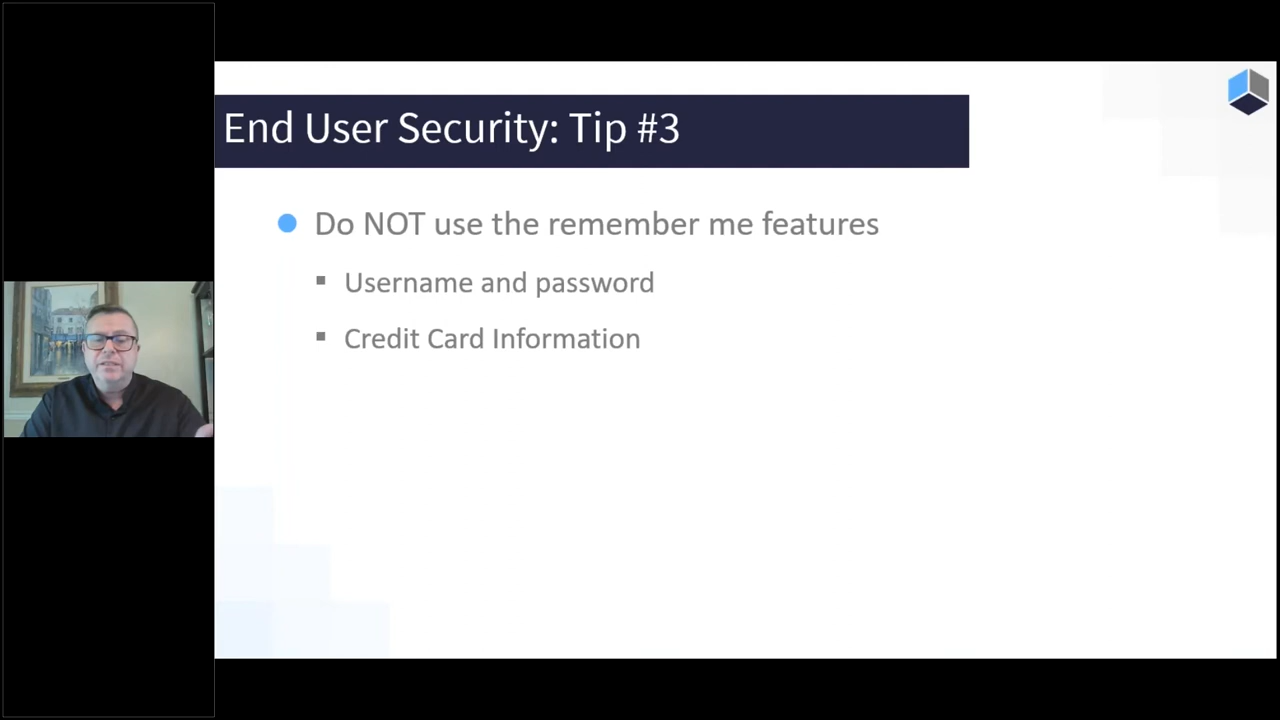 End User Security: Tip #3
Do NOT use the remember me features
Username and password
Credit Card Information